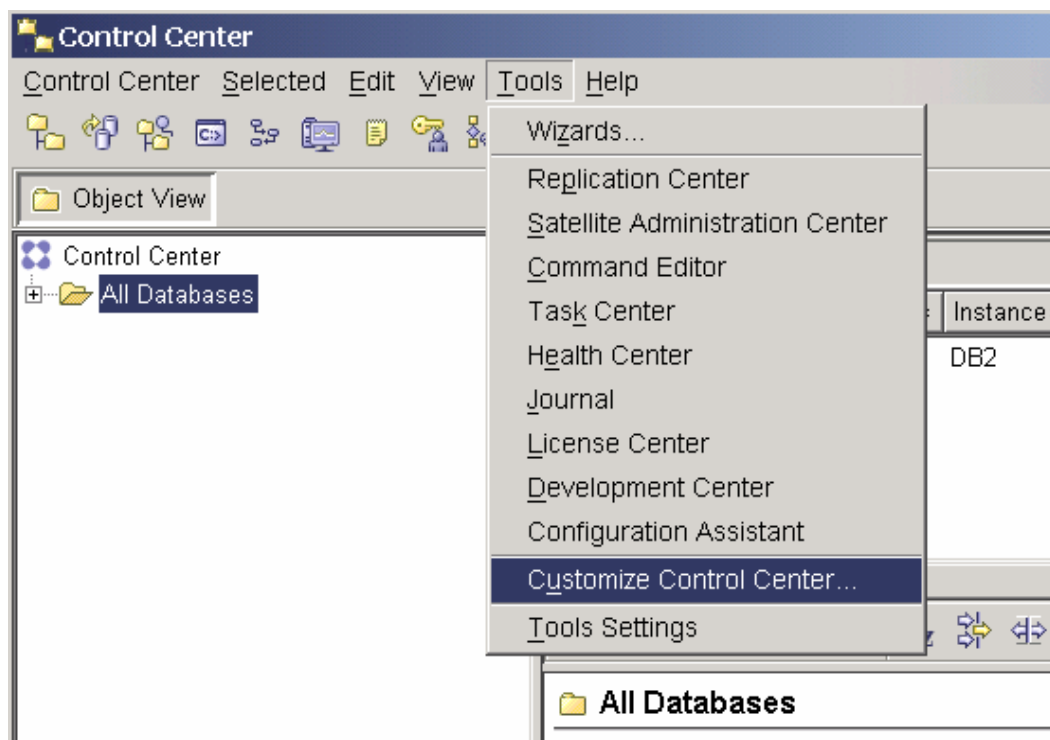 Control Center
Control Center Selected Edit View Tools Help
C:>
Object View
Control Center
All Databases
Wizards...
Replication Center
Satellite Administration Center
Command Editor
Task Center
Health Center
Journal
License Center
Development Center
Configuration Assistant
Customize Control Center...
Tools Settings
Instance
DB2
All Databases